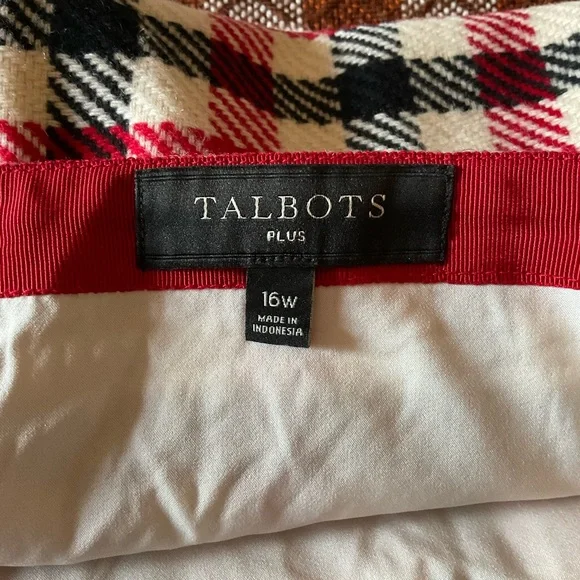 TALBOTS
PLUS
16W
MADE IN
INDONESIA